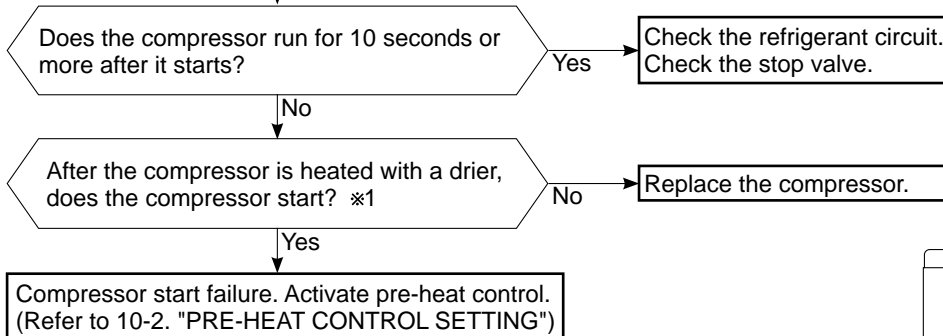 Does the compressor run for 10 seconds or
more after it starts?
Yes
Check the refrigerant circuit.
Check the stop valve.
No
After the compressor is heated with a drier,
does the compressor start? ※1
No
Replace the compressor.
Yes
Compressor start failure. Activate pre-heat control.
(Refer to 10-2. "PRE-HEAT CONTROL SETTING")